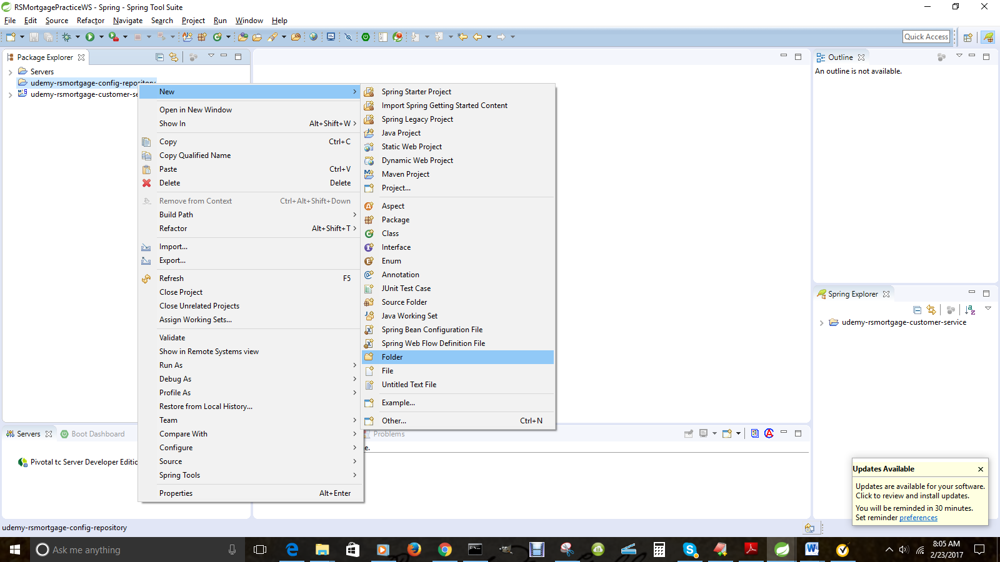 RSMortgagePracticeWS - Spring - Spring Tool Suite
File Edit Source Refactor Navigate Search Project Run Window Help
Quick Access
Package Explorer
Servers
udemy-rsmortgage-config-repository
udemy-rsmortgage-customer-se
New
Open in New Window
Show In Alt+Shift+W
Copy Ctrl+C
Copy Qualified Name
Paste Ctrl+V
Delete Delete
Remove from Context Ctrl+Alt+Shift+Down
Build Path
Refactor Alt+Shift+T
Import...
Export...
Refresh F5
Close Project
Close Unrelated Projects
Assign Working Sets...
Validate
Show in Remote Systems view
Run As
Debug As
Profile As
Restore from Local History...
Team
Compare With
Configure
Source
Spring Tools
Properties Alt+Enter
Spring Starter Project
Import Spring Getting Started Content
Spring Legacy Project
Java Project
Static Web Project
Dynamic Web Project
Maven Project
Project...
Aspect
Package
Class
Interface
Enum
Annotation
JUnit Test Case
Source Folder
Java Working Set
Spring Bean Configuration File
Spring Web Flow Definition File
Folder
File
Untitled Text File
Example...
Other... Ctrl+N
Outline
An outline is not available.
Spring Explorer
udemy-rsmortgage-customer-service
Servers Boot Dashboard
Pivotal tc Server Developer Editic
Problems
e.
Updates Available
Updates are available for your software.
Click to review and install updates.
You will be reminded in 30 minutes.
Set reminder preferences
udemy-rsmortgage-config-repository
Ask me anything
8:05 AM
2/23/2017